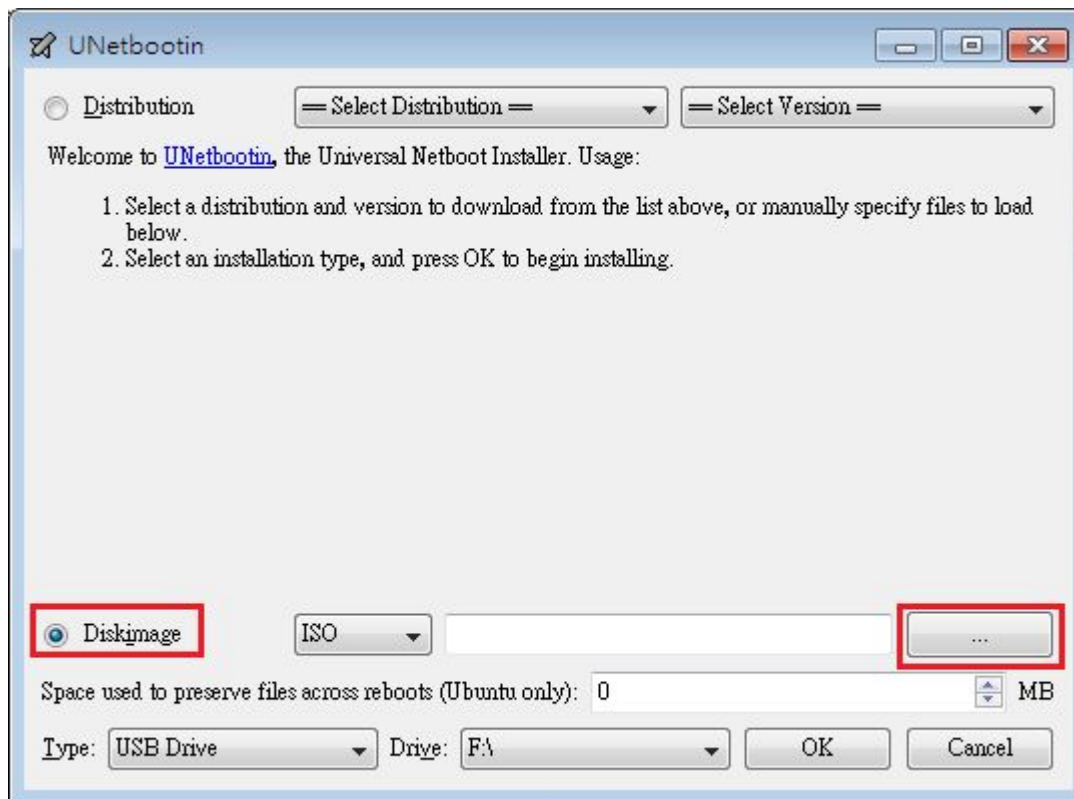 UNetbootin
Distribution == Select Distribution == == Select Version ==
Welcome to UNetbootin, the Universal Netboot Installer. Usage:
1. Select a distribution and version to download from the list above, or manually specify files to load
below.
2. Select an installation type, and press OK to begin installing.
Diskimage ISO ...
Space used to preserve files across reboots (Ubuntu only): 0 MB
Type: USB Drive Drive: F:\ OK Cancel